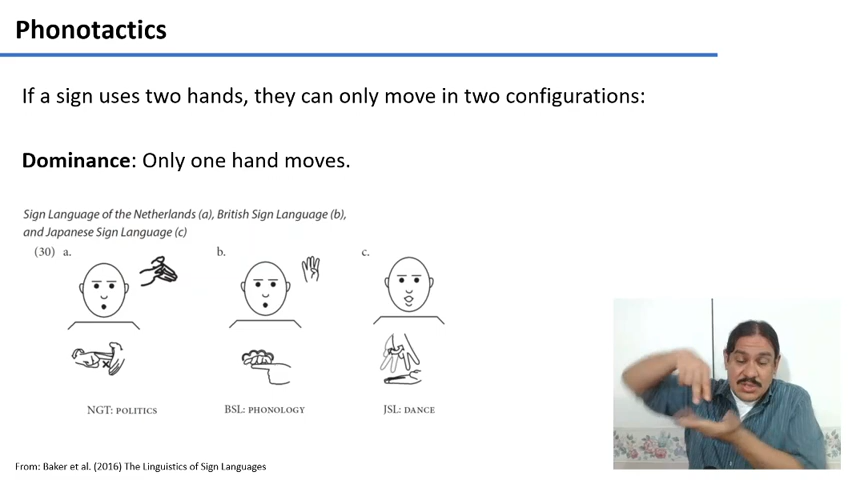 Phonotactics
If a sign uses two hands, they can only move in two configurations:
Dominance: Only one hand moves.
Sign Language of the Netherlands (a), British Sign Language (b),
and Japanese Sign Language (c)
(30) a.
b.
c.
NGT: POLITICS
BSL: PHONOLOGY
JSL: DANCE
From: Baker et al. (2016) The Linguistics of Sign Languages